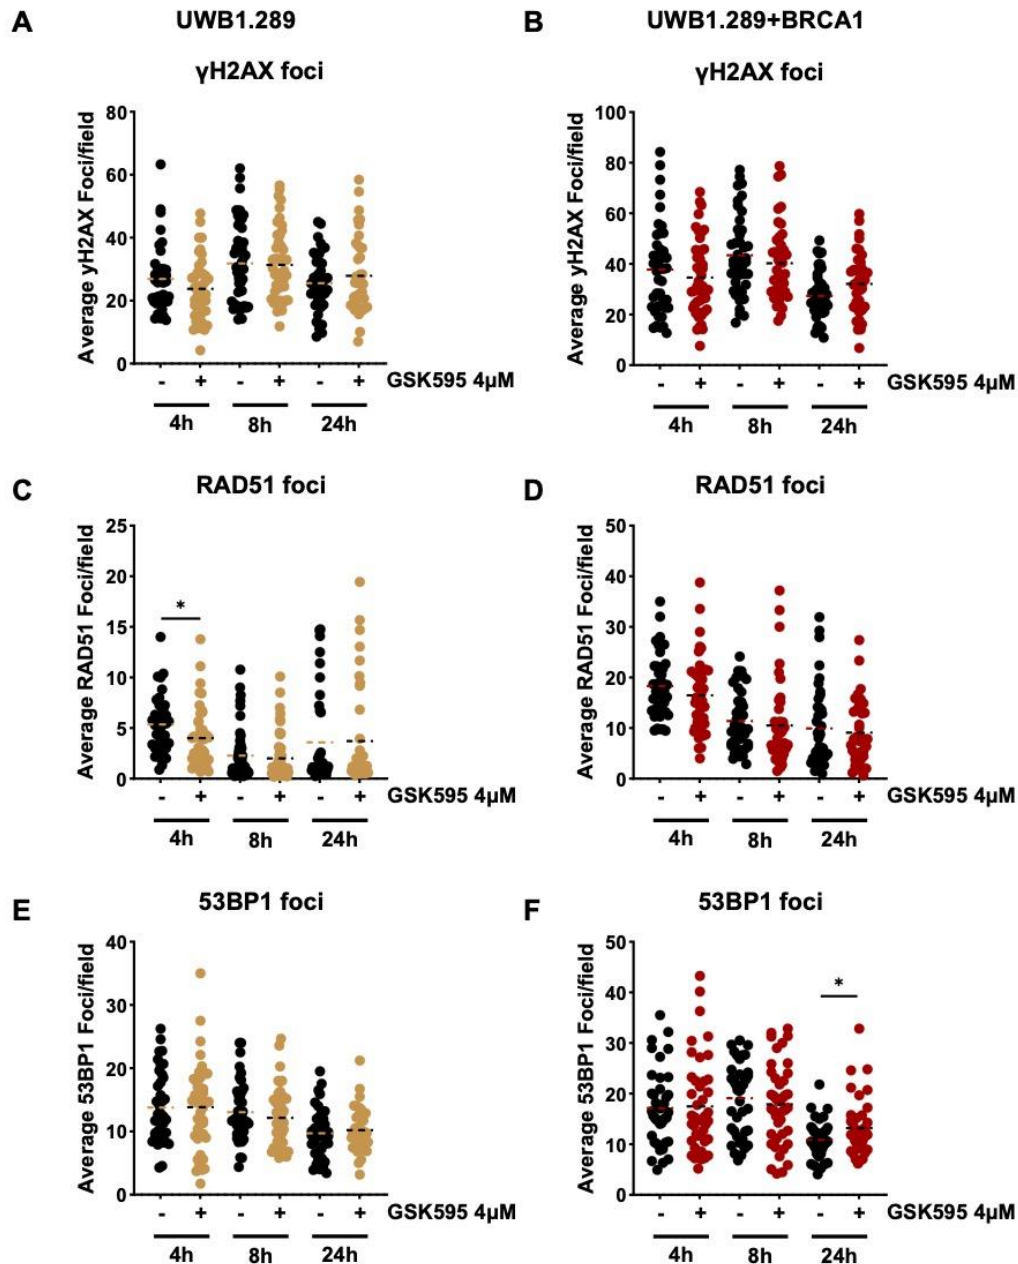 A UWB1.289
γH2AX foci
Average γH2AX Foci/field
80
60
40
20
0
- + - + - + GSK595 4μM
4h 8h 24h
B UWB1.289+BRCA1
γH2AX foci
Average γH2AX Foci/field
100
80
60
40
20
0
- + - + - + GSK595 4μM
4h 8h 24h
C RAD51 foci
Average RAD51 Foci/field
25
20
15
10
5
0
*
- + - + - + GSK595 4μM
4h 8h 24h
D RAD51 foci
Average RAD51 Foci/field
50
40
30
20
10
0
- + - + - + GSK595 4μM
4h 8h 24h
E 53BP1 foci
Average 53BP1 Foci/field
40
30
20
10
0
- + - + - + GSK595 4μM
4h 8h 24h
F 53BP1 foci
Average 53BP1 Foci/field
50
40
30
20
10
0
*
- + - + - + GSK595 4μM
4h 8h 24h